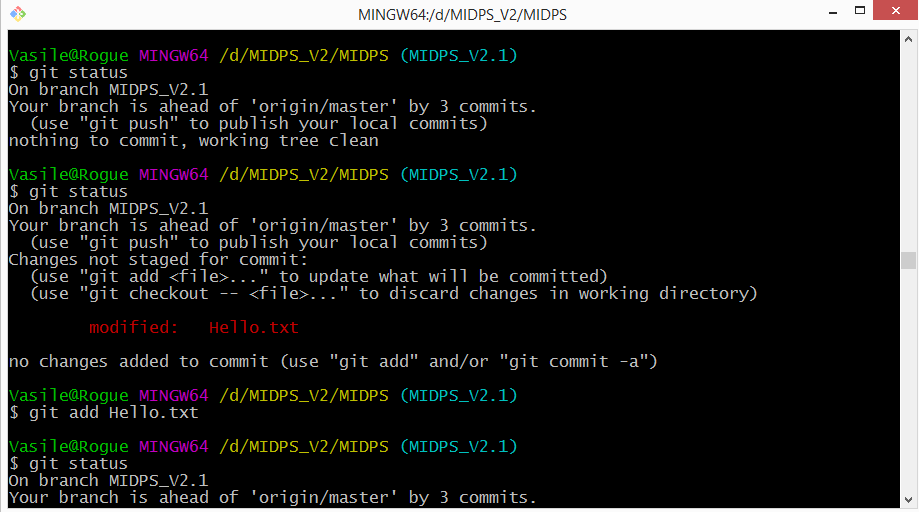 MINGW64:/d/MIDPS_V2/MIDPS
Vasile@Rogue MINGW64 /d/MIDPS_V2/MIDPS (MIDPS_V2.1)
$ git status
On branch MIDPS_V2.1
Your branch is ahead of 'origin/master' by 3 commits.
  (use "git push" to publish your local commits)
nothing to commit, working tree clean
Vasile@Rogue MINGW64 /d/MIDPS_V2/MIDPS (MIDPS_V2.1)
$ git status
On branch MIDPS_V2.1
Your branch is ahead of 'origin/master' by 3 commits.
  (use "git push" to publish your local commits)
Changes not staged for commit:
  (use "git add <file>..." to update what will be committed)
  (use "git checkout -- <file>..." to discard changes in working directory)
        modified:   Hello.txt
no changes added to commit (use "git add" and/or "git commit -a")
Vasile@Rogue MINGW64 /d/MIDPS_V2/MIDPS (MIDPS_V2.1)
$ git add Hello.txt
Vasile@Rogue MINGW64 /d/MIDPS_V2/MIDPS (MIDPS_V2.1)
$ git status
On branch MIDPS_V2.1
Your branch is ahead of 'origin/master' by 3 commits.